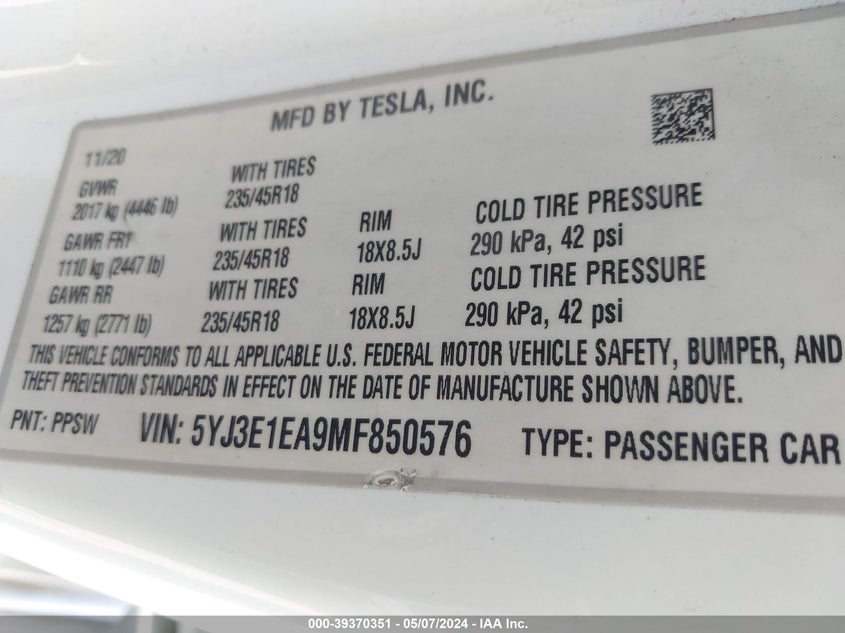 MFD BY TESLA, INC.
11/20
GVWR WITH TIRES
2017 kg (4446 lb) 235/45R18
GAWR FRT WITH TIRES RIM COLD TIRE PRESSURE
1110 kg (2447 lb) 235/45R18 18X8.5J 290 kPa, 42 psi
GAWR RR WITH TIRES RIM COLD TIRE PRESSURE
1257 kg (2771 lb) 235/45R18 18X8.5J 290 kPa, 42 psi
THIS VEHICLE CONFORMS TO ALL APPLICABLE U.S. FEDERAL MOTOR VEHICLE SAFETY, BUMPER, AND
THEFT PREVENTION STANDARDS IN EFFECT ON THE DATE OF MANUFACTURE SHOWN ABOVE.
PNT: PPSW VIN: 5YJ3E1EA9MF850576 TYPE: PASSENGER CAR
000-39370351 - 05/07/2024 - IAA Inc.